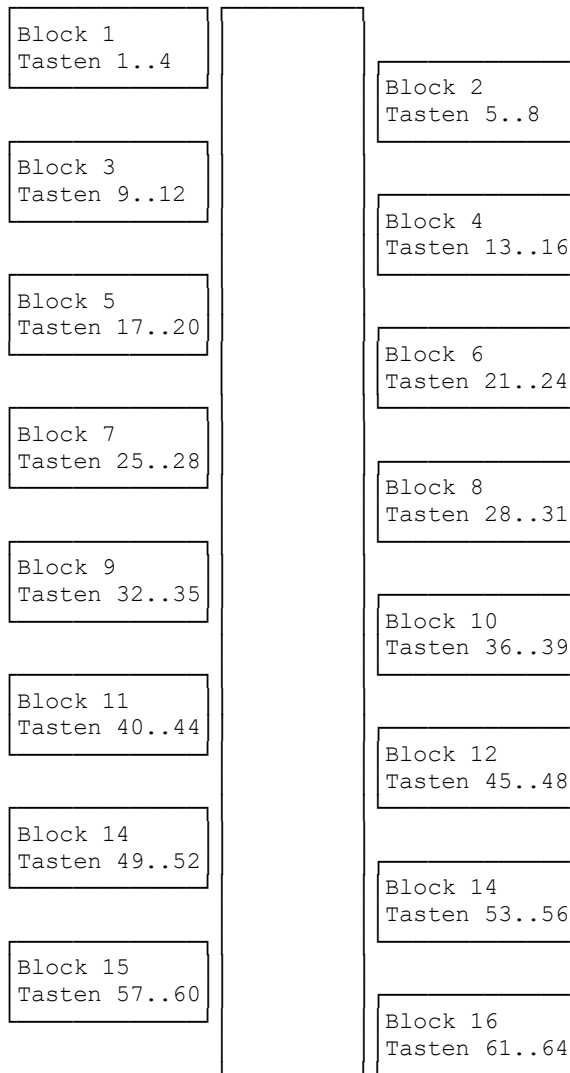 Block 1
Tasten 1..4
Block 2
Tasten 5..8
Block 3
Tasten 9..12
Block 4
Tasten 13..16
Block 5
Tasten 17..20
Block 6
Tasten 21..24
Block 7
Tasten 25..28
Block 8
Tasten 28..31
Block 9
Tasten 32..35
Block 10
Tasten 36..39
Block 11
Tasten 40..44
Block 12
Tasten 45..48
Block 14
Tasten 49..52
Block 14
Tasten 53..56
Block 15
Tasten 57..60
Block 16
Tasten 61..64